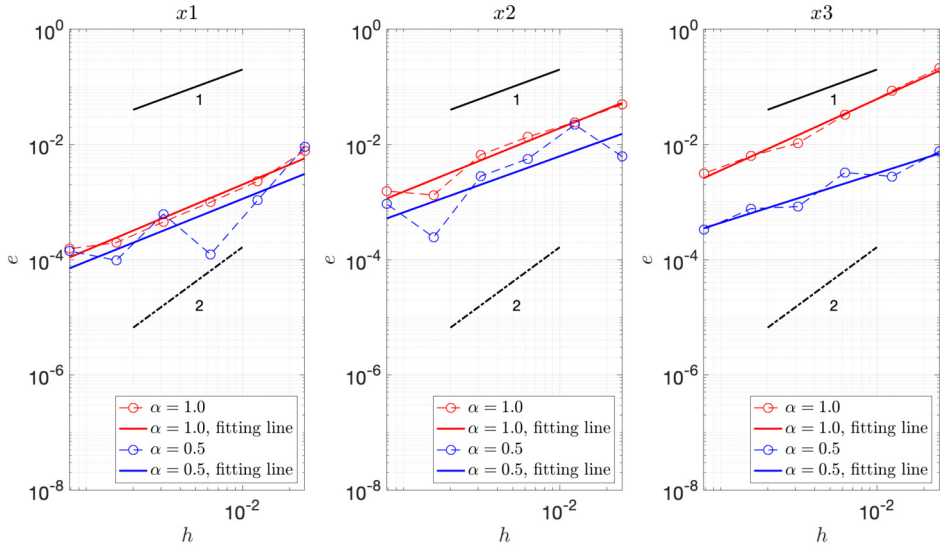 x1
10^0
10^-2
10^-4
10^-6
10^-8
e
1
2
α = 1.0
α = 1.0, fitting line
α = 0.5
α = 0.5, fitting line
10^-2
h
x2
10^0
10^-2
10^-4
10^-6
10^-8
e
1
2
α = 1.0
α = 1.0, fitting line
α = 0.5
α = 0.5, fitting line
10^-2
h
x3
10^0
10^-2
10^-4
10^-6
10^-8
e
1
2
α = 1.0
α = 1.0, fitting line
α = 0.5
α = 0.5, fitting line
10^-2
h